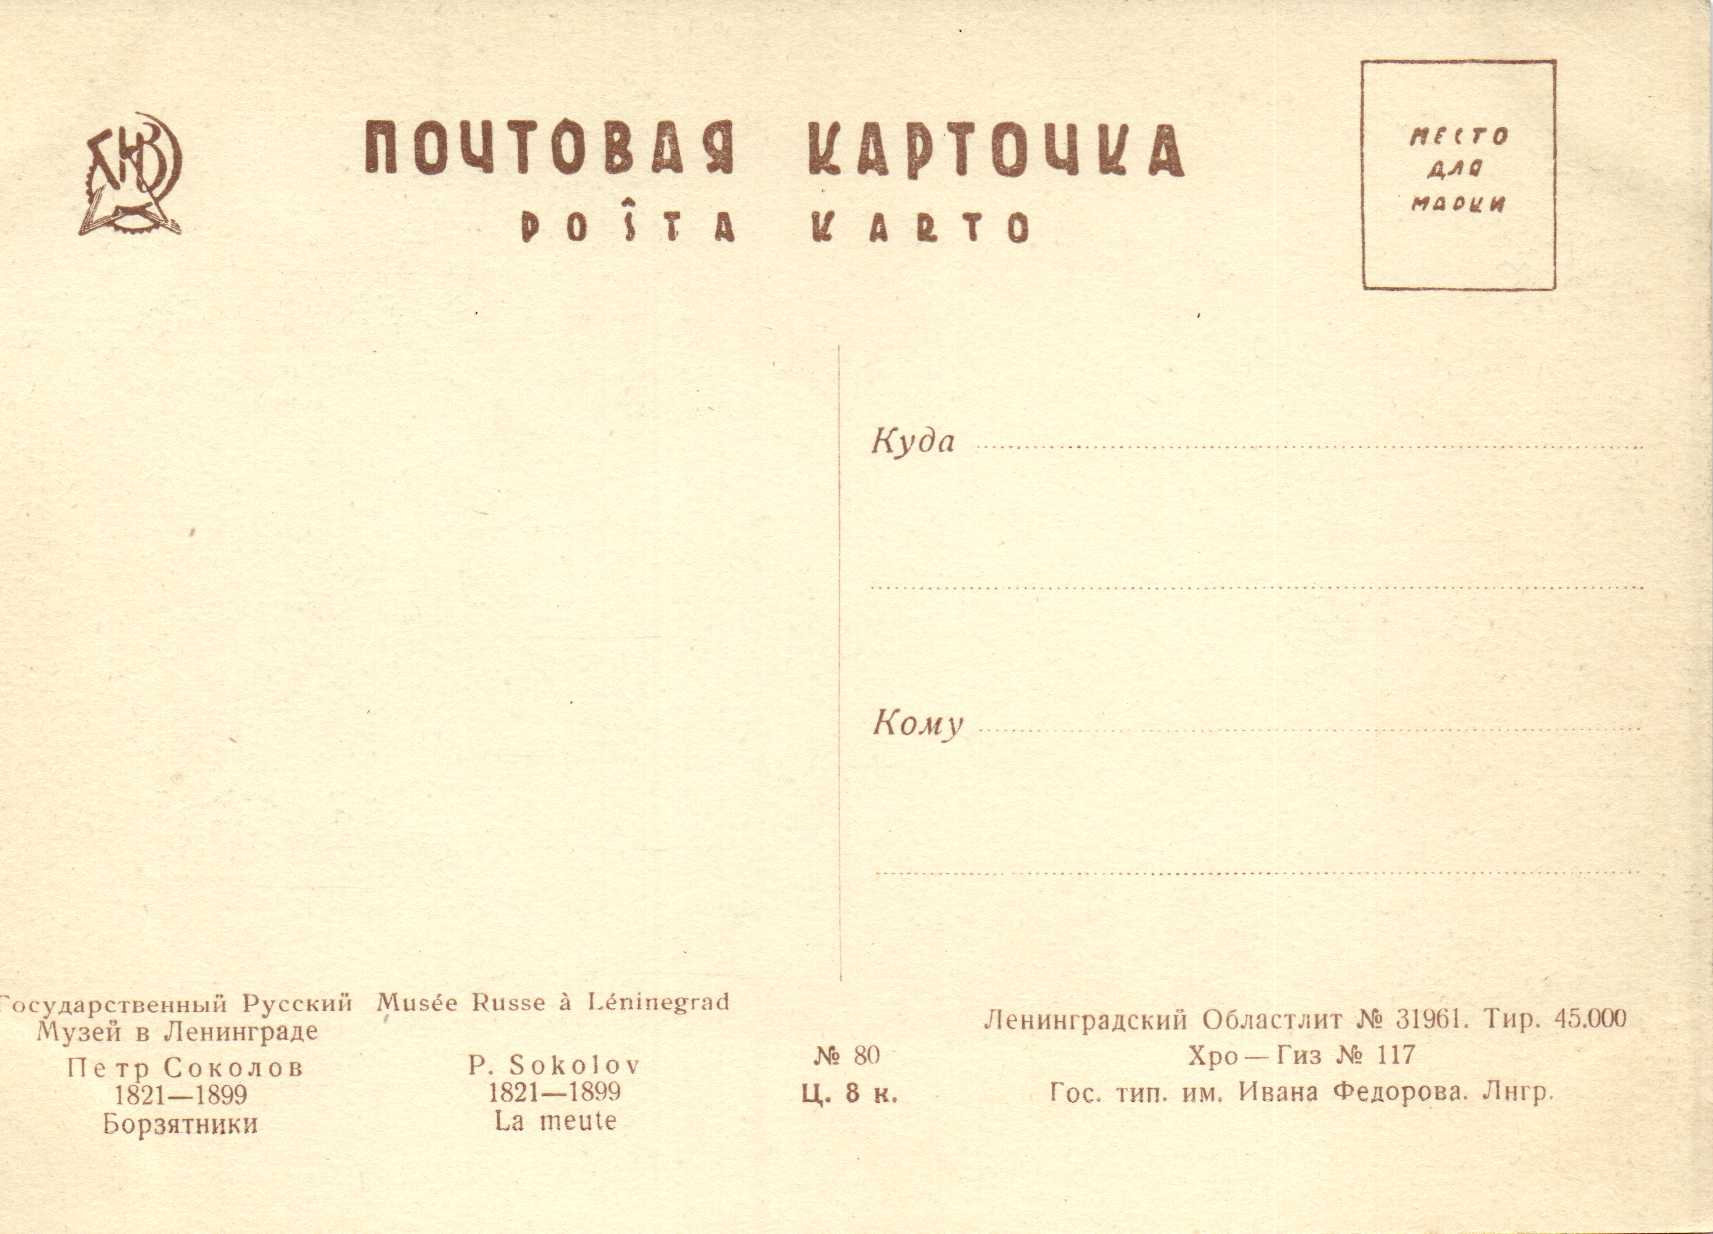 ПОЧТОВАЯ КАРТОЧКА
POŜTA KARTO
МЕСТО
ДЛЯ
МАРКИ
Куда
Кому
Государственный Русский
Музей в Ленинграде
Петр Соколов
1821—1899
Борзятники
Musée Russe à Léninegrad
P. Sokolov
1821—1899
La meute
№ 80
Ц. 8 к.
Ленинградский Областлит № 31961. Тир. 45.000
Хро—Гиз № 117
Гос. тип. им. Ивана Федорова. Лнгр.